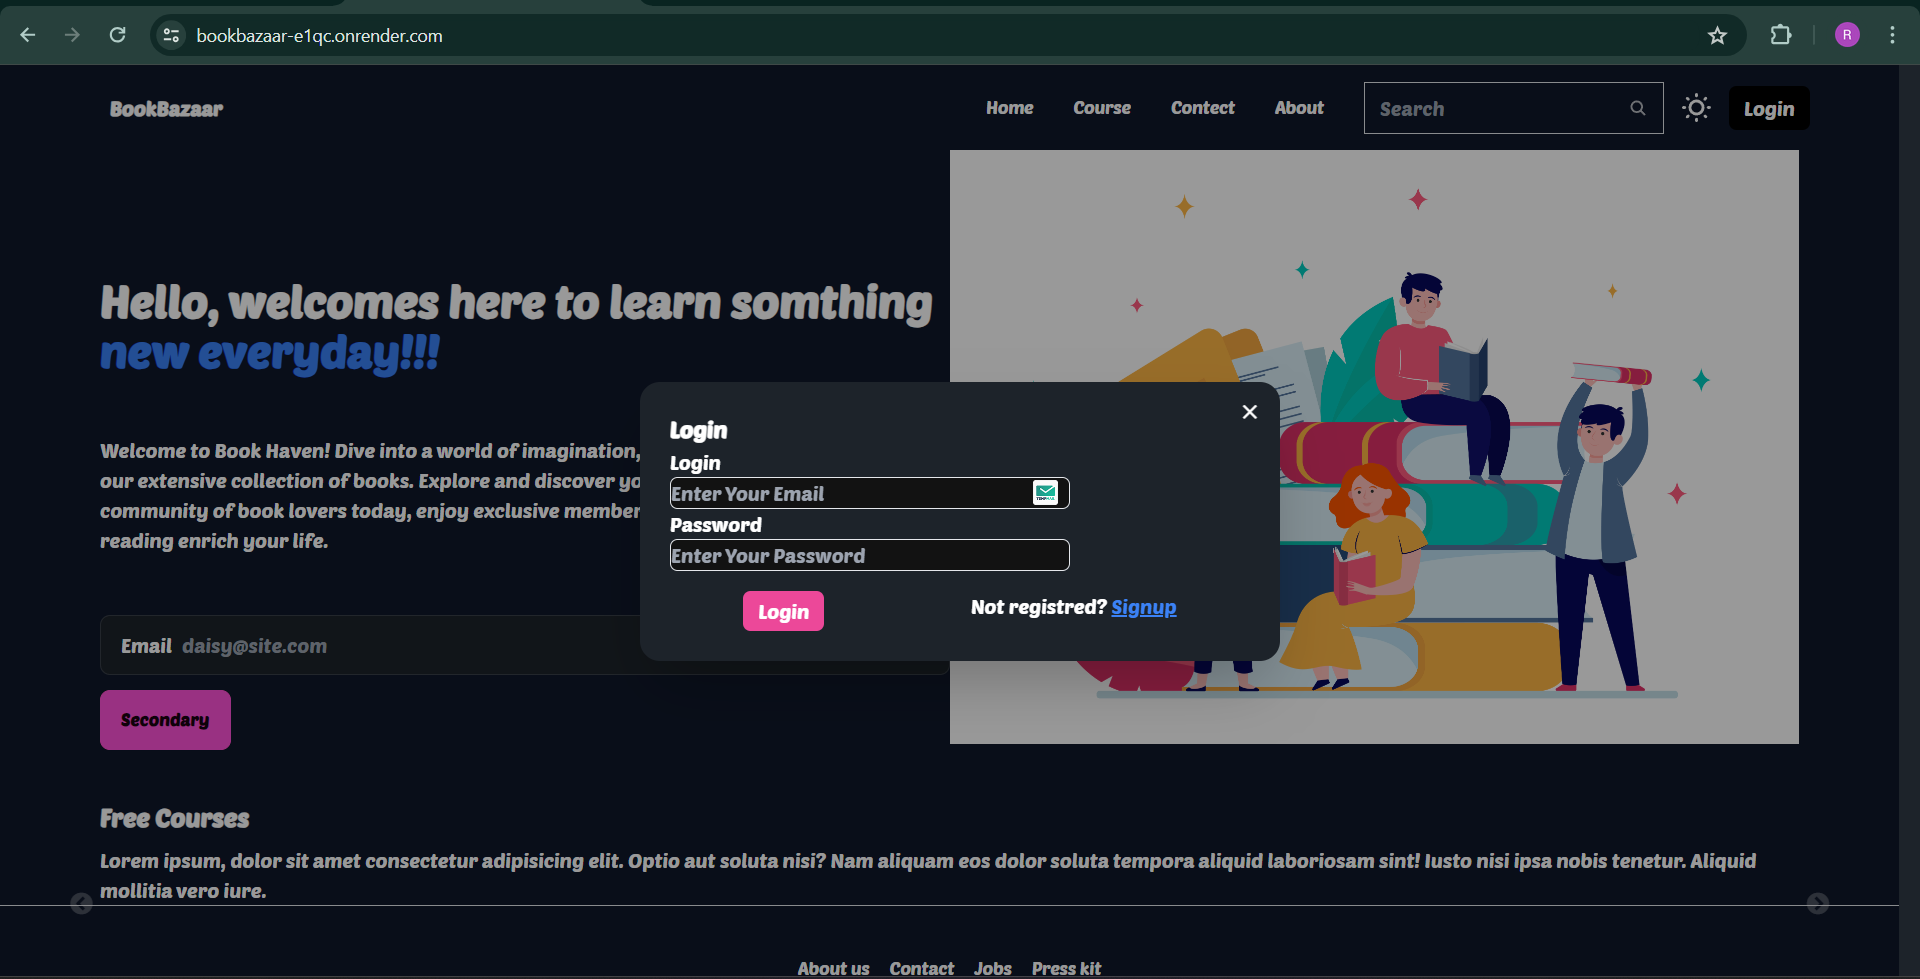 bookbazaar-e1qc.onrender.com
R
BookBazaar
Home
Course
Contect
About
Search
Login
Hello, welcomes here to learn somthing
new everyday!!!
Welcome to Book Haven! Dive into a world of imagination,
our extensive collection of books. Explore and discover yo
community of book lovers today, enjoy exclusive member
reading enrich your life.
Email daisy@site.com
Secondary
Login
Login
Enter Your Email
Password
Enter Your Password
Login
Not registred? Signup
Free Courses
Lorem ipsum, dolor sit amet consectetur adipisicing elit. Optio aut soluta nisi? Nam aliquam eos dolor soluta tempora aliquid laboriosam sint! Iusto nisi ipsa nobis tenetur. Aliquid
mollitia vero iure.
About us
Contact
Jobs
Press kit